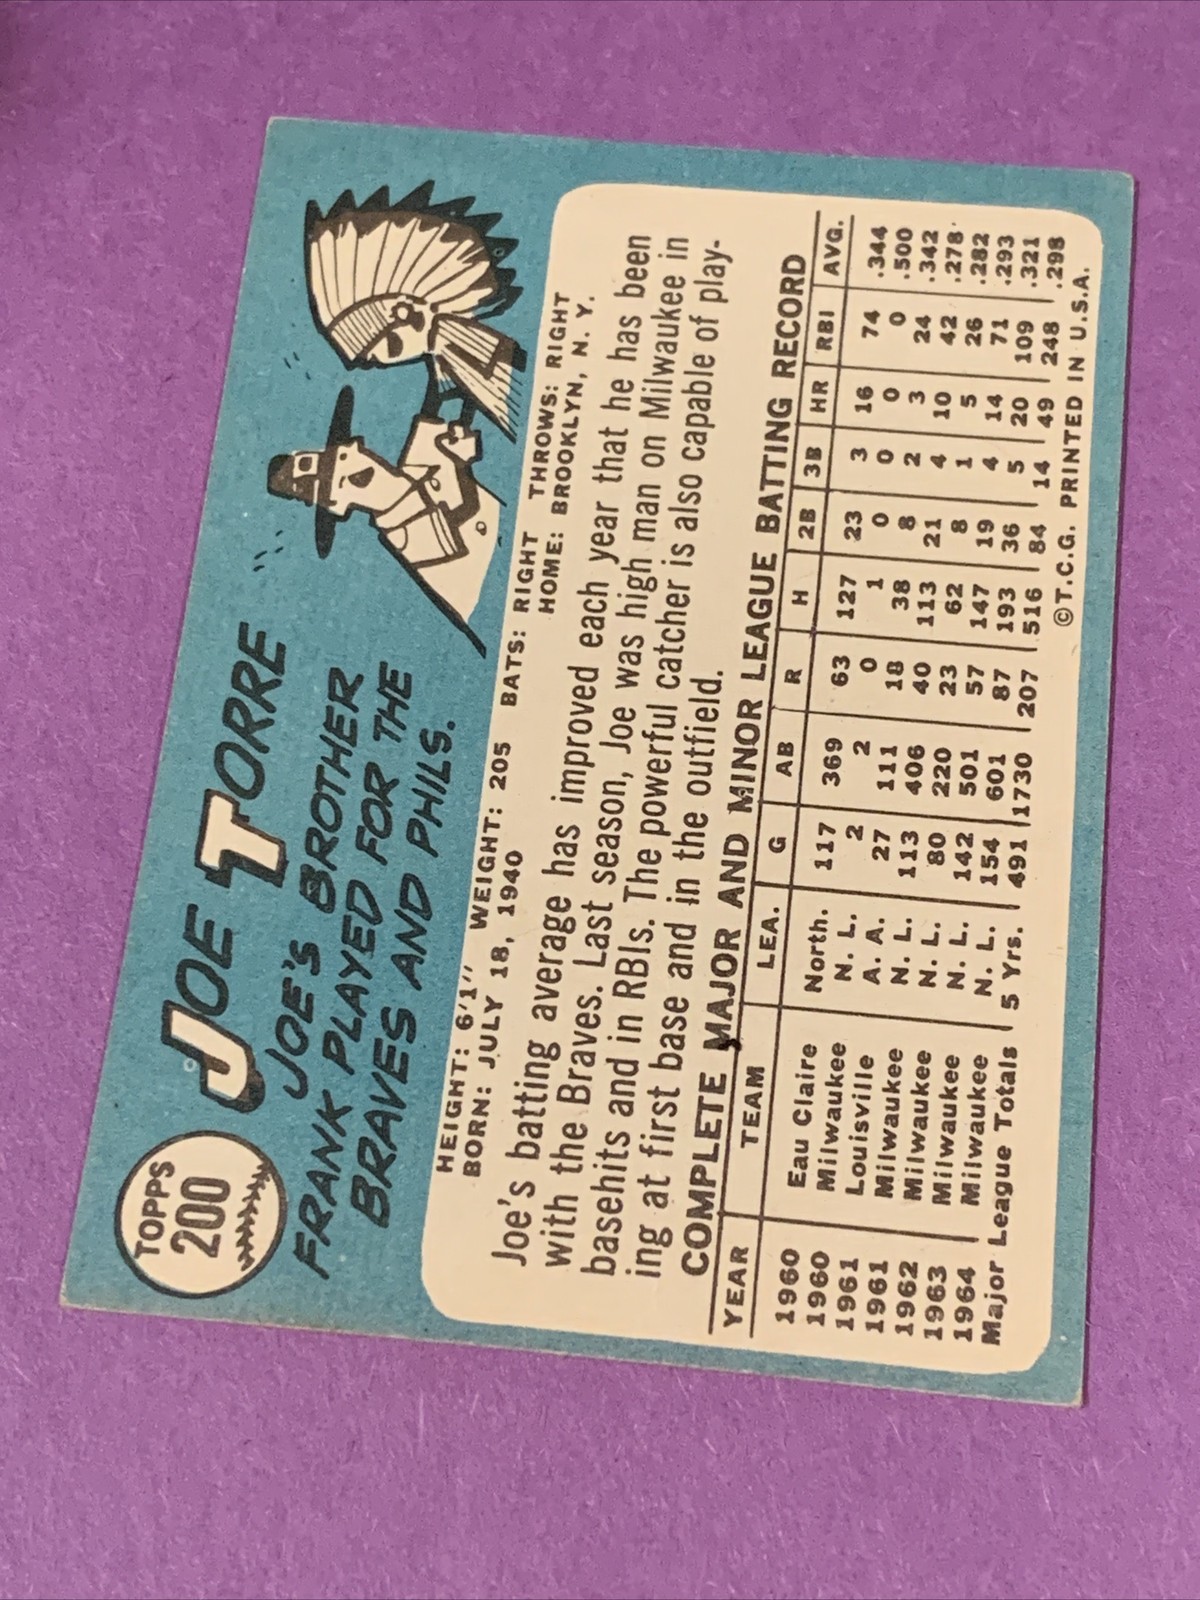 TOPPS
200
JOE TORRE
JOE'S BROTHER
FRANK PLAYED FOR THE
BRAVES AND PHILS.
HEIGHT: 6'1" WEIGHT: 205 BATS: RIGHT THROWS: RIGHT
BORN: JULY 18, 1940 HOME: BROOKLYN, N. Y.
Joe's batting average has improved each year that he has been
with the Braves. Last season, Joe was high man on Milwaukee in
basehits and in RBIs. The powerful catcher is also capable of play-
ing at first base and in the outfield.
COMPLETE MAJOR AND MINOR LEAGUE BATTING RECORD
YEAR TEAM LEA. G AB R H 2B 3B HR RBI AVG.
1960 Eau Claire North. 117 369 63 127 23 3 16 74 .344
1960 Milwaukee N. L. 2 2 0 1 0 0 0 0 .500
1961 Louisville A. A. 27 111 18 38 8 2 3 24 .342
1961 Milwaukee N. L. 113 406 40 113 21 4 10 42 .278
1962 Milwaukee N. L. 80 220 23 62 8 1 5 26 .282
1963 Milwaukee N. L. 142 501 57 147 19 4 14 71 .293
1964 Milwaukee N. L. 154 601 87 193 36 5 20 109 .321
Major League Totals 5 Yrs. 491 1730 207 516 84 14 49 248 .298
©T.C.G. PRINTED IN U.S.A.